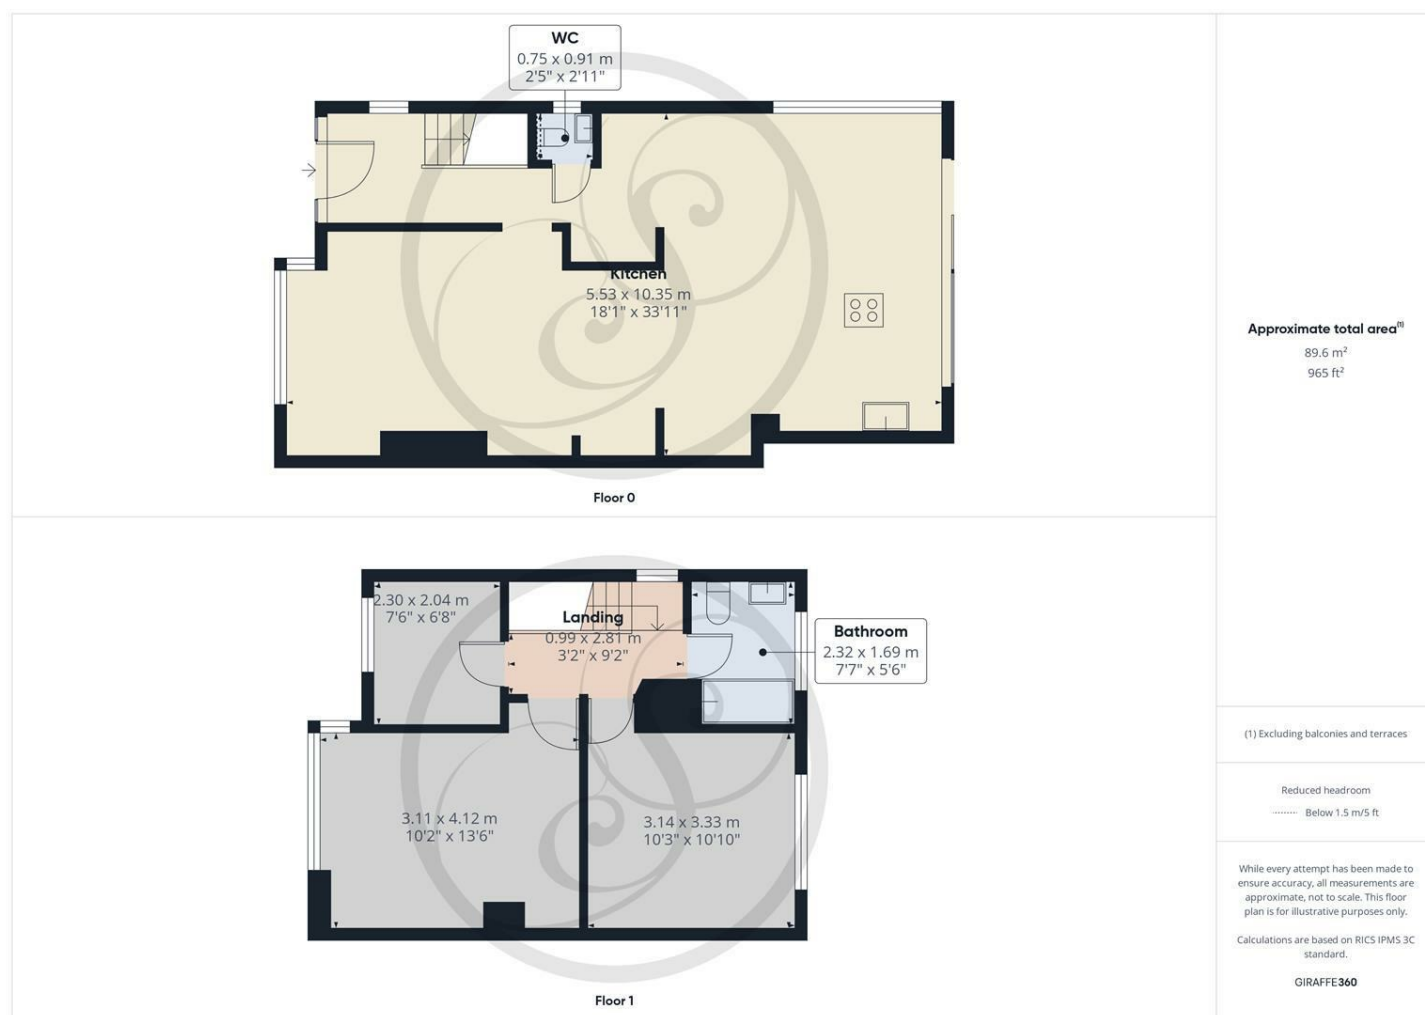 WC
0.75 x 0.91 m
2'5" x 2'11"
Kitchen
5.53 x 10.35 m
18'1" x 33'11"
Floor 0
Approximate total area(1)
89.6 m²
965 ft²
2.30 x 2.04 m
7'6" x 6'8"
Landing
0.99 x 2.81 m
3'2" x 9'2"
Bathroom
2.32 x 1.69 m
7'7" x 5'6"
3.11 x 4.12 m
10'2" x 13'6"
3.14 x 3.33 m
10'3" x 10'10"
Floor 1
(1) Excluding balconies and terraces
Reduced headroom
Below 1.5 m/5 ft
While every attempt has been made to
ensure accuracy, all measurements are
approximate, not to scale. This floor
plan is for illustrative purposes only.
Calculations are based on RICS IPMS 3C
standard.
GIRAFFE360